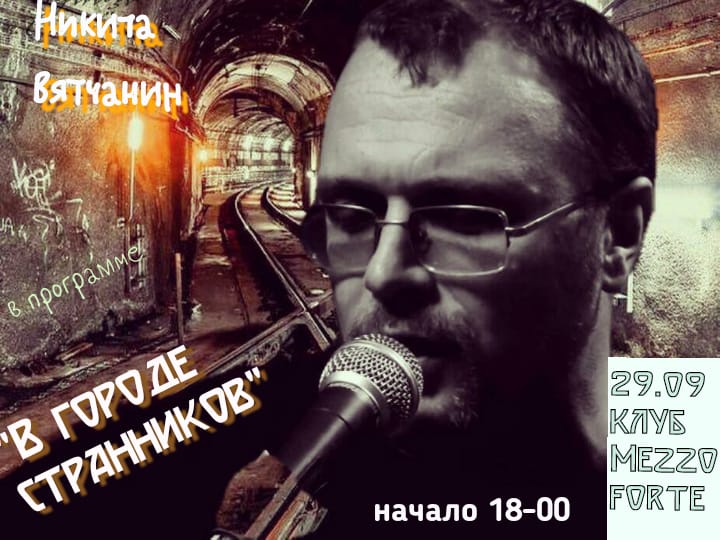 Никита
Вятчанин
в программе
"В ГОРОДЕ
СТРАННИКОВ"
начало 18-00
29.09
КЛУБ
MEZZO
FORTE